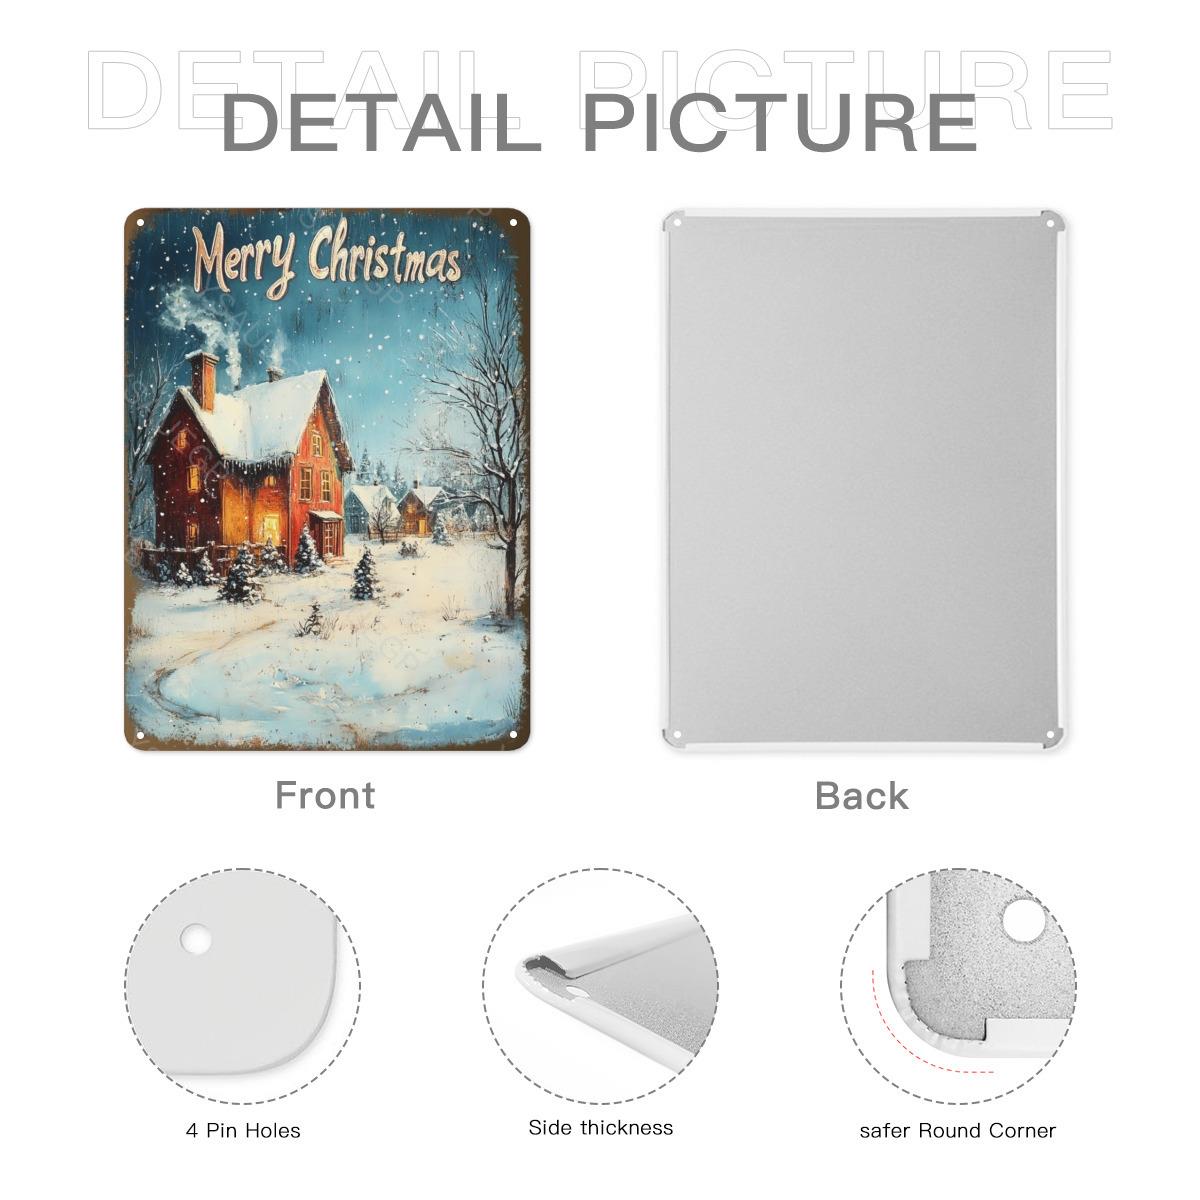 DETAIL PICTURE
DETAIL PICTURE
Merry Christmas
Front
Back
4 Pin Holes
Side thickness
safer Round Corner